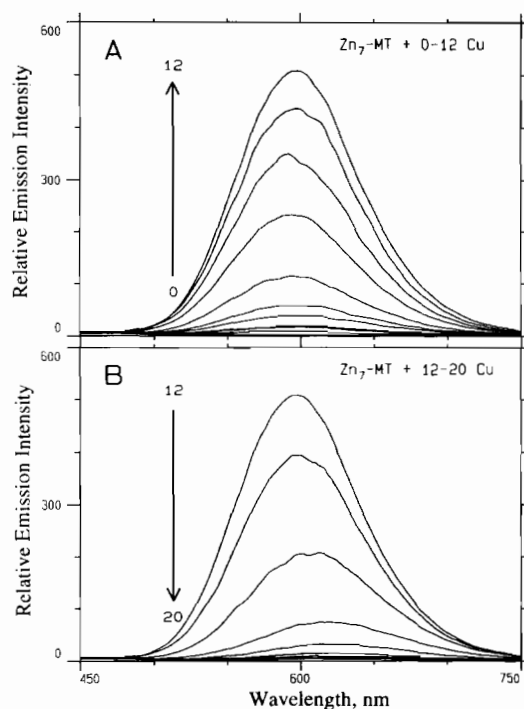 600
A
Zn₇-MT + 0-12 Cu
12
Relative Emission Intensity
300
0
0
600
B
Zn₇-MT + 12-20 Cu
12
Relative Emission Intensity
300
20
0
450
600
750
Wavelength, nm